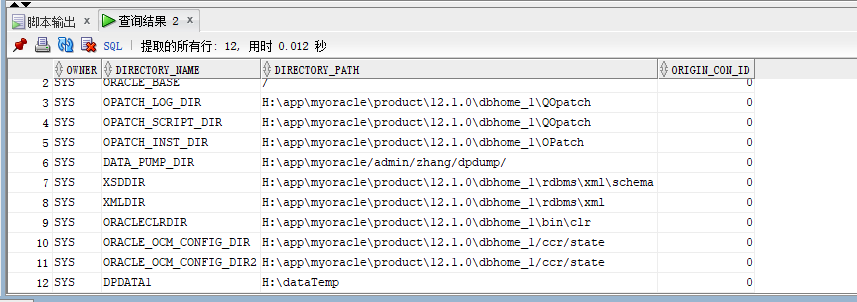 脚本输出 × 查询结果 2 ×
SQL | 提取的所有行: 12, 用时 0.012 秒
OWNER DIRECTORY_NAME DIRECTORY_PATH ORIGIN_CON_ID
2 SYS ORACLE_BASE / 0
3 SYS OPATCH_LOG_DIR H:\app\myoracle\product\12.1.0\dbhome_1\QOpatch 0
4 SYS OPATCH_SCRIPT_DIR H:\app\myoracle\product\12.1.0\dbhome_1\QOpatch 0
5 SYS OPATCH_INST_DIR H:\app\myoracle\product\12.1.0\dbhome_1\OPatch 0
6 SYS DATA_PUMP_DIR H:\app\myoracle/admin/zhang/dpdump/ 0
7 SYS XSDDIR H:\app\myoracle\product\12.1.0\dbhome_1\rdbms\xml\schema 0
8 SYS XMLDIR H:\app\myoracle\product\12.1.0\dbhome_1\rdbms\xml 0
9 SYS ORACLECLRDIR H:\app\myoracle\product\12.1.0\dbhome_1\bin\clr 0
10 SYS ORACLE_OCM_CONFIG_DIR H:\app\myoracle\product\12.1.0\dbhome_1/ccr/state 0
11 SYS ORACLE_OCM_CONFIG_DIR2 H:\app\myoracle\product\12.1.0\dbhome_1/ccr/state 0
12 SYS DPDATA1 H:\dataTemp 0